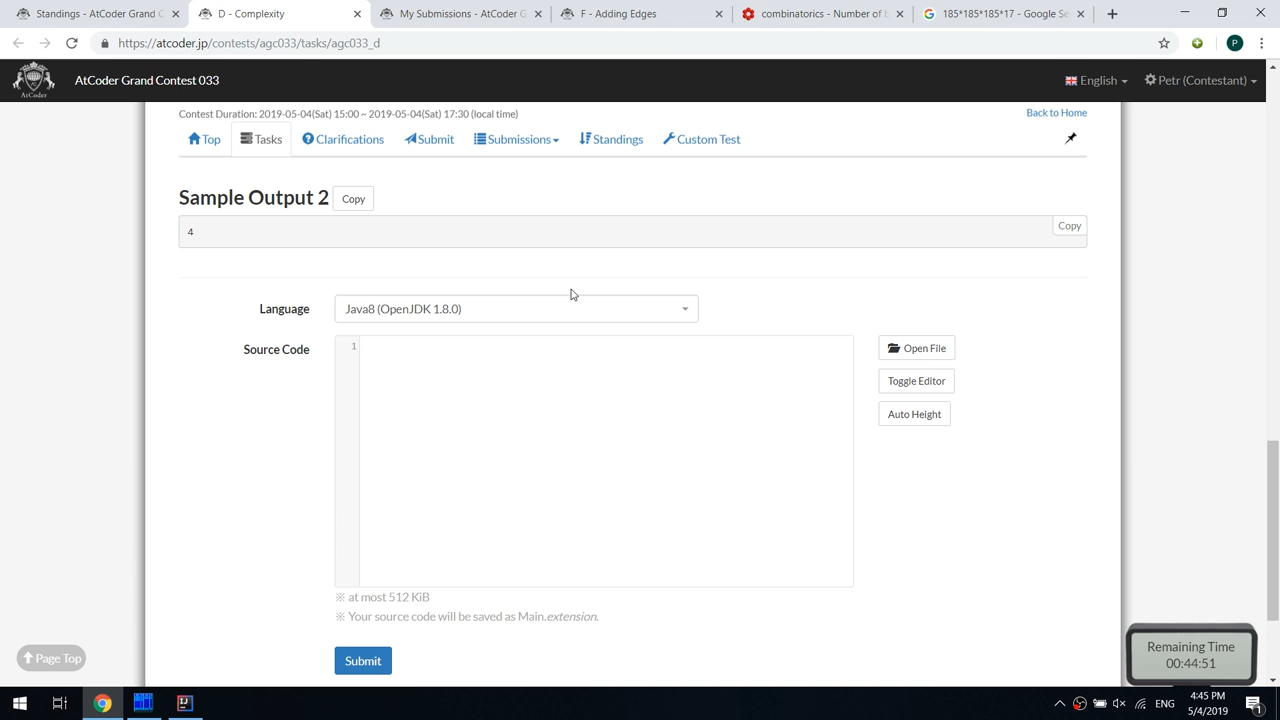 Standings - AtCoder Grand C
D - Complexity
My Submissions - AtCoder G
F - Adding Edges
combinatorics - Number of b
185*185*185*17 - Google Se
https://atcoder.jp/contests/agc033/tasks/agc033_d
P
AtCoder
AtCoder Grand Contest 033
English
Petr (Contestant)
Contest Duration: 2019-05-04(Sat) 15:00 ~ 2019-05-04(Sat) 17:30 (local time)
Back to Home
Top
Tasks
Clarifications
Submit
Submissions
Standings
Custom Test
Sample Output 2
Copy
4
Copy
Language
Java8 (OpenJDK 1.8.0)
Source Code
1
Open File
Toggle Editor
Auto Height
※ at most 512 KiB
※ Your source code will be saved as Main.extension.
Page Top
Submit
Remaining Time
00:44:51
ENG
4:45 PM
5/4/2019
1